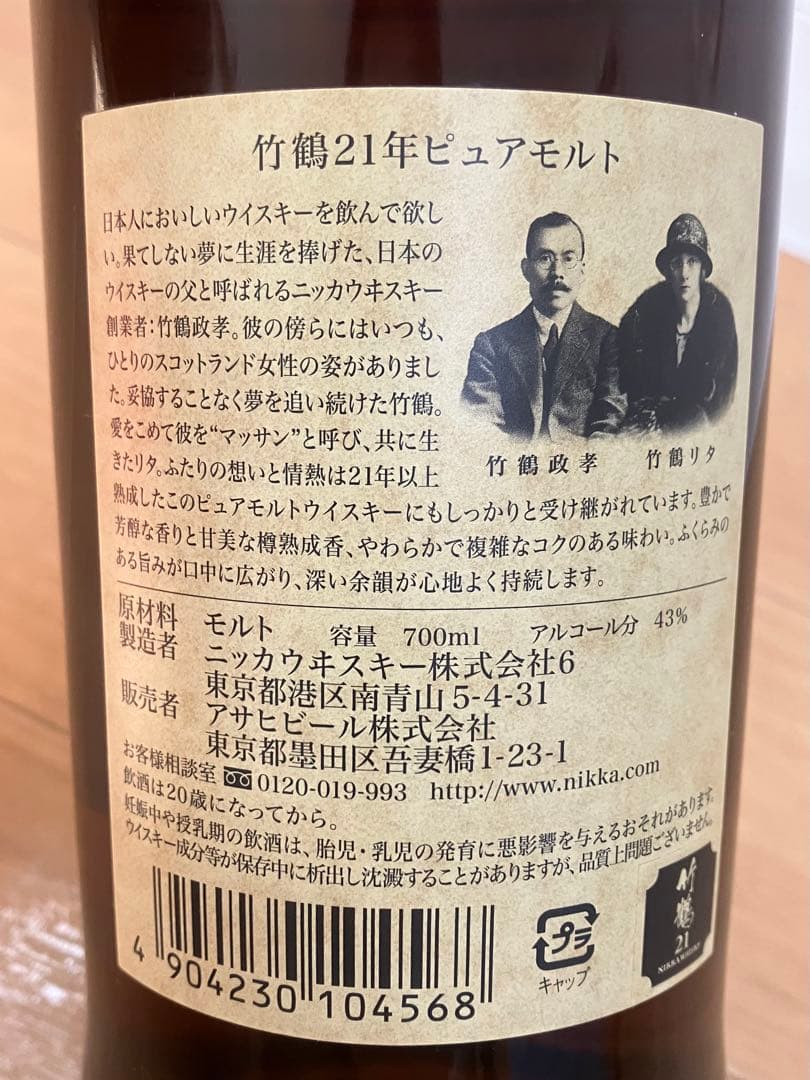 竹鶴21年ピュアモルト
日本人においしいウイスキーを飲んで欲し
い。果てしない夢に生涯を捧げた、日本の
ウイスキーの父と呼ばれるニッカウヰスキー
創業者：竹鶴政孝。彼の傍らにはいつも、
ひとりのスコットランド女性の姿がありまし
た。妥協することなく夢を追い続けた竹鶴。
愛をこめて彼を“マッサン”と呼び、共に生
きたリタ。ふたりの想いと情熱は21年以上
熟成したこのピュアモルトウイスキーにもしっかりと受け継がれています。豊かで
芳醇な香りと甘美な樽熟成香、やわらかで複雑なコクのある味わい。ふくらみの
ある旨みが口中に広がり、深い余韻が心地よく持続します。
竹鶴政孝 竹鶴リタ
原材料 モルト 容量 700ml アルコール分 43%
製造者 ニッカウヰスキー株式会社6
東京都港区南青山5-4-31
販売者 アサヒビール株式会社
東京都墨田区吾妻橋1-23-1
お客様相談室 0120-019-993 http://www.nikka.com
飲酒は20歳になってから。
妊娠中や授乳期の飲酒は、胎児・乳児の発育に悪影響を与えるおそれがあります。
ウイスキー成分等が保存中に析出し沈澱することがありますが、品質上問題ございません。
4 904230 104568
プラ
キャップ
竹鶴
21
NIKKA WHISKY